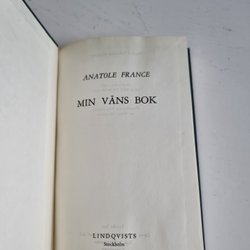 ANATOLE FRANCE
MIN VÄNS BOK
LINDQVISTS
Stockholm